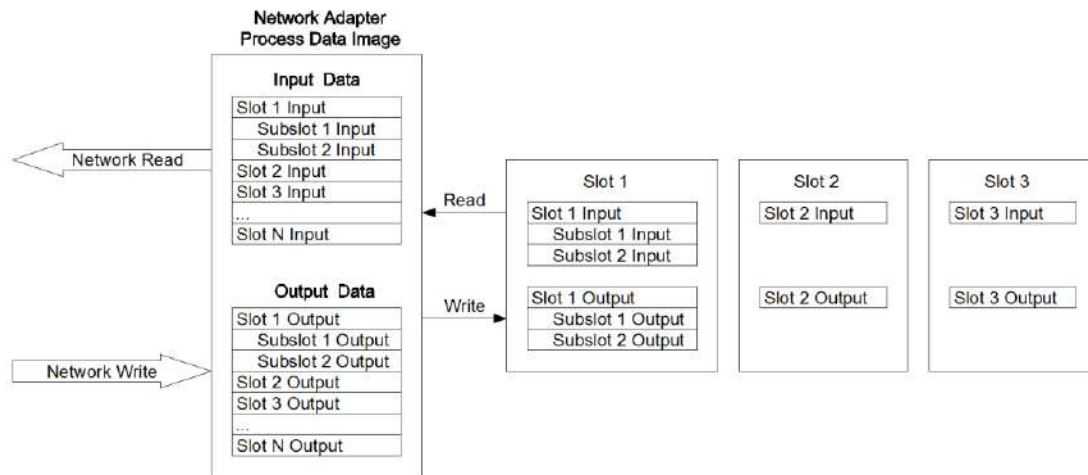 Network Adapter
Process Data Image
Input Data
Slot 1 Input
Subslot 1 Input
Subslot 2 Input
Slot 2 Input
Slot 3 Input
...
Slot N Input
Network Read
Output Data
Slot 1 Output
Subslot 1 Output
Subslot 2 Output
Slot 2 Output
Slot 3 Output
...
Slot N Output
Network Write
Read
Write
Slot 1
Slot 1 Input
Subslot 1 Input
Subslot 2 Input
Slot 1 Output
Subslot 1 Output
Subslot 2 Output
Slot 2
Slot 2 Input
Slot 2 Output
Slot 3
Slot 3 Input
Slot 3 Output